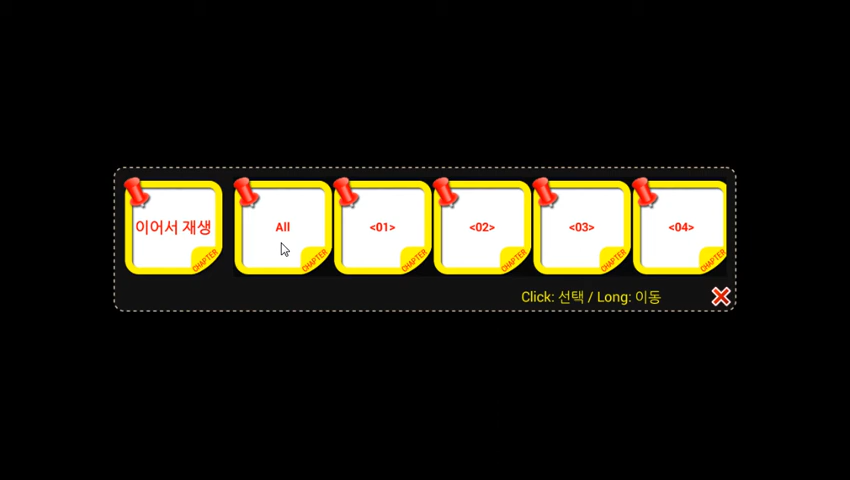 이어서 재생
CHAPTER
All
CHAPTER
<01>
CHAPTER
<02>
CHAPTER
<03>
CHAPTER
<04>
CHAPTER
Click: 선택 / Long: 이동